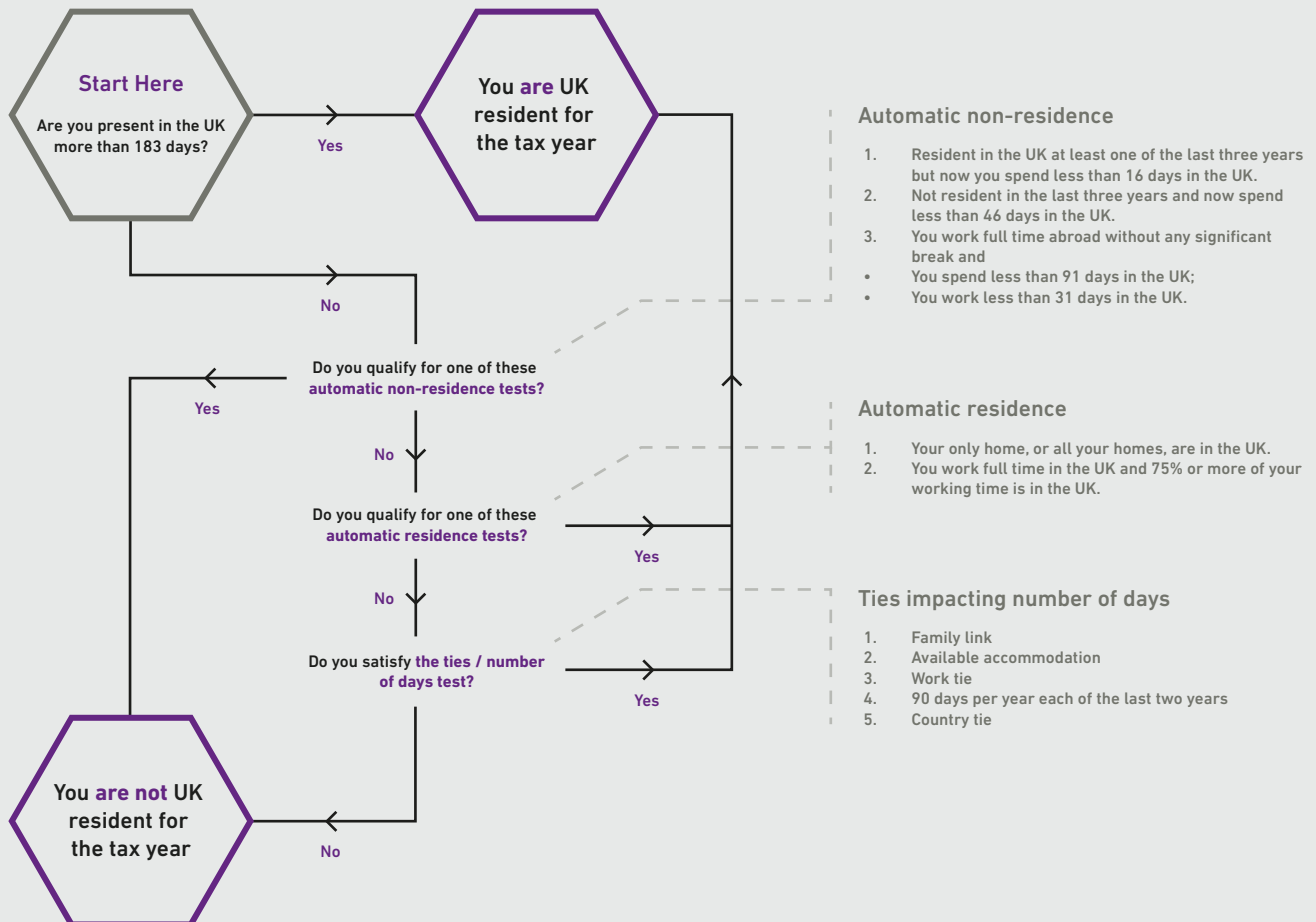 Start Here
Are you present in the UK
more than 183 days?
Yes
You are UK
resident for
the tax year
No
Do you qualify for one of these
automatic non-residence tests?
Yes
No
Do you qualify for one of these
automatic residence tests?
Yes
No
Do you satisfy the ties / number
of days test?
Yes
No
You are not UK
resident for
the tax year
Automatic non-residence
1. Resident in the UK at least one of the last three years
but now you spend less than 16 days in the UK.
2. Not resident in the last three years and now spend
less than 46 days in the UK.
3. You work full time abroad without any significant
break and
• You spend less than 91 days in the UK;
• You work less than 31 days in the UK.
Automatic residence
1. Your only home, or all your homes, are in the UK.
2. You work full time in the UK and 75% or more of your
working time is in the UK.
Ties impacting number of days
1. Family link
2. Available accommodation
3. Work tie
4. 90 days per year each of the last two years
5. Country tie